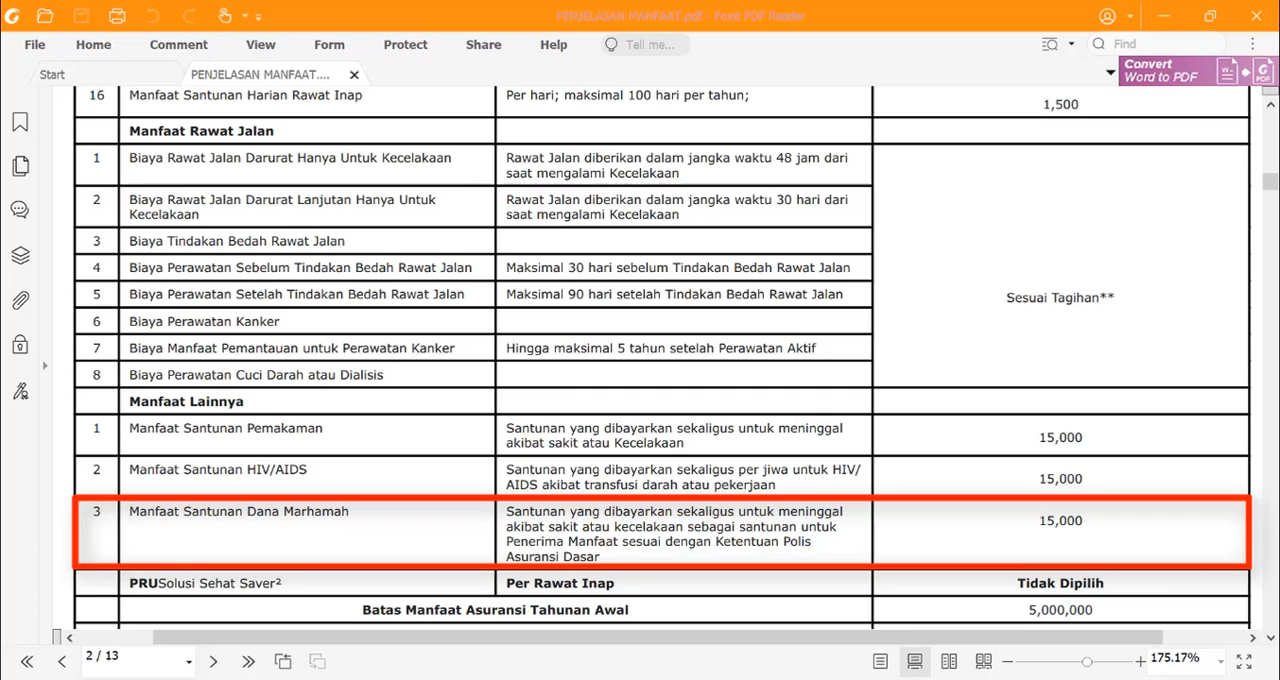 PENJELASAN MANFAAT.pdf - Foxit PDF Reader
File Home Comment View Form Protect Share Help Tell me... Find
Start PENJELASAN MANFAAT.... Convert Word to PDF
16 Manfaat Santunan Harian Rawat Inap Per hari; maksimal 100 hari per tahun; 1,500
Manfaat Rawat Jalan
1 Biaya Rawat Jalan Darurat Hanya Untuk Kecelakaan Rawat Jalan diberikan dalam jangka waktu 48 jam dari
saat mengalami Kecelakaan
2 Biaya Rawat Jalan Darurat Lanjutan Hanya Untuk Rawat Jalan diberikan dalam jangka waktu 30 hari dari
Kecelakaan saat mengalami Kecelakaan
3 Biaya Tindakan Bedah Rawat Jalan
4 Biaya Perawatan Sebelum Tindakan Bedah Rawat Jalan Maksimal 30 hari sebelum Tindakan Bedah Rawat Jalan
5 Biaya Perawatan Setelah Tindakan Bedah Rawat Jalan Maksimal 90 hari setelah Tindakan Bedah Rawat Jalan
Sesuai Tagihan**
6 Biaya Perawatan Kanker
7 Biaya Manfaat Pemantauan untuk Perawatan Kanker Hingga maksimal 5 tahun setelah Perawatan Aktif
8 Biaya Perawatan Cuci Darah atau Dialisis
Manfaat Lainnya
1 Manfaat Santunan Pemakaman Santunan yang dibayarkan sekaligus untuk meninggal
akibat sakit atau Kecelakaan 15,000
2 Manfaat Santunan HIV/AIDS Santunan yang dibayarkan sekaligus per jiwa untuk HIV/
AIDS akibat transfusi darah atau pekerjaan 15,000
3 Manfaat Santunan Dana Marhamah Santunan yang dibayarkan sekaligus untuk meninggal
akibat sakit atau kecelakaan sebagai santunan untuk 15,000
Penerima Manfaat sesuai dengan Ketentuan Polis
Asuransi Dasar
PRUSolusi Sehat Saver² Per Rawat Inap Tidak Dipilih
Batas Manfaat Asuransi Tahunan Awal 5,000,000
2 / 13 175.17%